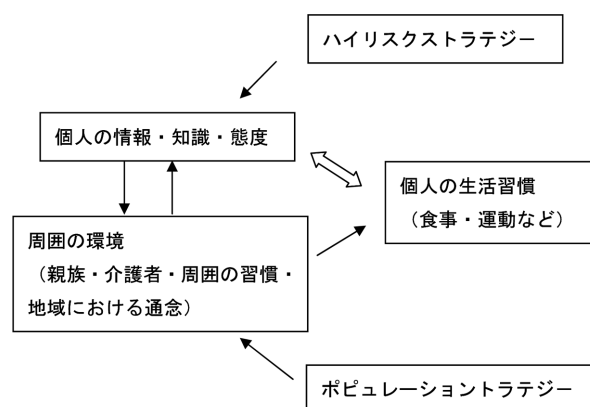 ハイリスクストラテジー
個人の情報・知識・態度
個人の生活習慣
（食事・運動など）
周囲の環境
（親族・介護者・周囲の習慣・
地域における通念）
ポピュレーショントラテジー